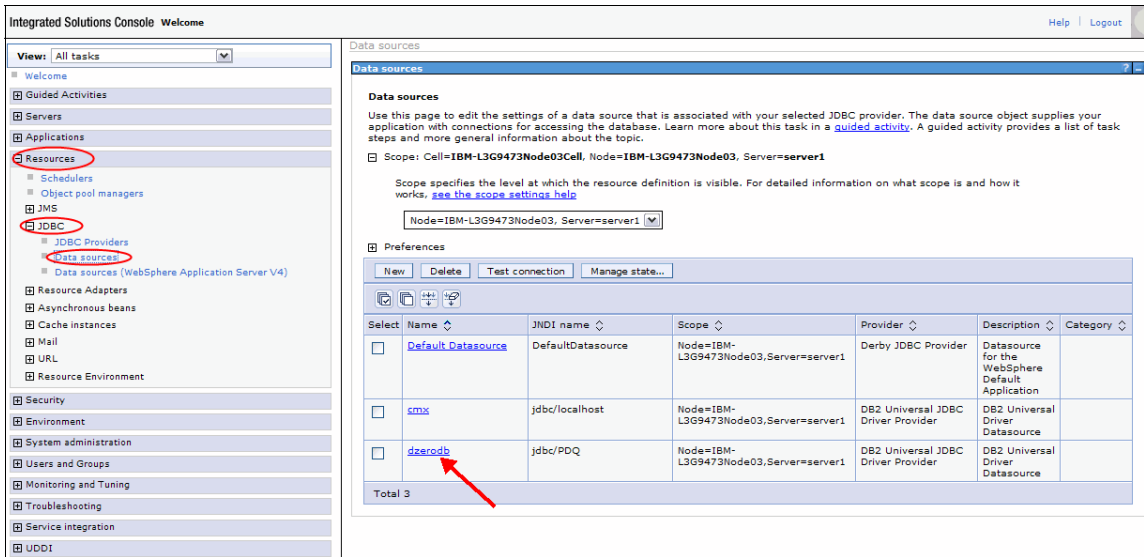 Integrated Solutions Console Welcome
Help | Logout
View: All tasks
Welcome
Guided Activities
Servers
Applications
Resources
Schedulers
Object pool managers
JMS
JDBC
JDBC Providers
Data sources
Data sources (WebSphere Application Server V4)
Resource Adapters
Asynchronous beans
Cache instances
Mail
URL
Resource Environment
Security
Environment
System administration
Users and Groups
Monitoring and Tuning
Troubleshooting
Service integration
UDDI
Data sources
Data sources ? -
Data sources
Use this page to edit the settings of a data source that is associated with your selected JDBC provider. The data source object supplies your
application with connections for accessing the database. Learn more about this task in a guided activity. A guided activity provides a list of task
steps and more general information about the topic.
Scope: Cell=IBM-L3G9473Node03Cell, Node=IBM-L3G9473Node03, Server=server1
Scope specifies the level at which the resource definition is visible. For detailed information on what scope is and how it
works, see the scope settings help
Node=IBM-L3G9473Node03, Server=server1
Preferences
New Delete Test connection Manage state...
Select Name JNDI name Scope Provider Description Category
Default Datasource DefaultDatasource Node=IBM- Derby JDBC Provider Datasource
L3G9473Node03,Server=server1 for the
WebSphere
Default
Application
cmx jdbc/localhost Node=IBM- DB2 Universal JDBC DB2 Universal
L3G9473Node03,Server=server1 Driver Provider Driver
Datasource
dzerodb jdbc/PDQ Node=IBM- DB2 Universal JDBC DB2 Universal
L3G9473Node03,Server=server1 Driver Provider Driver
Datasource
Total 3